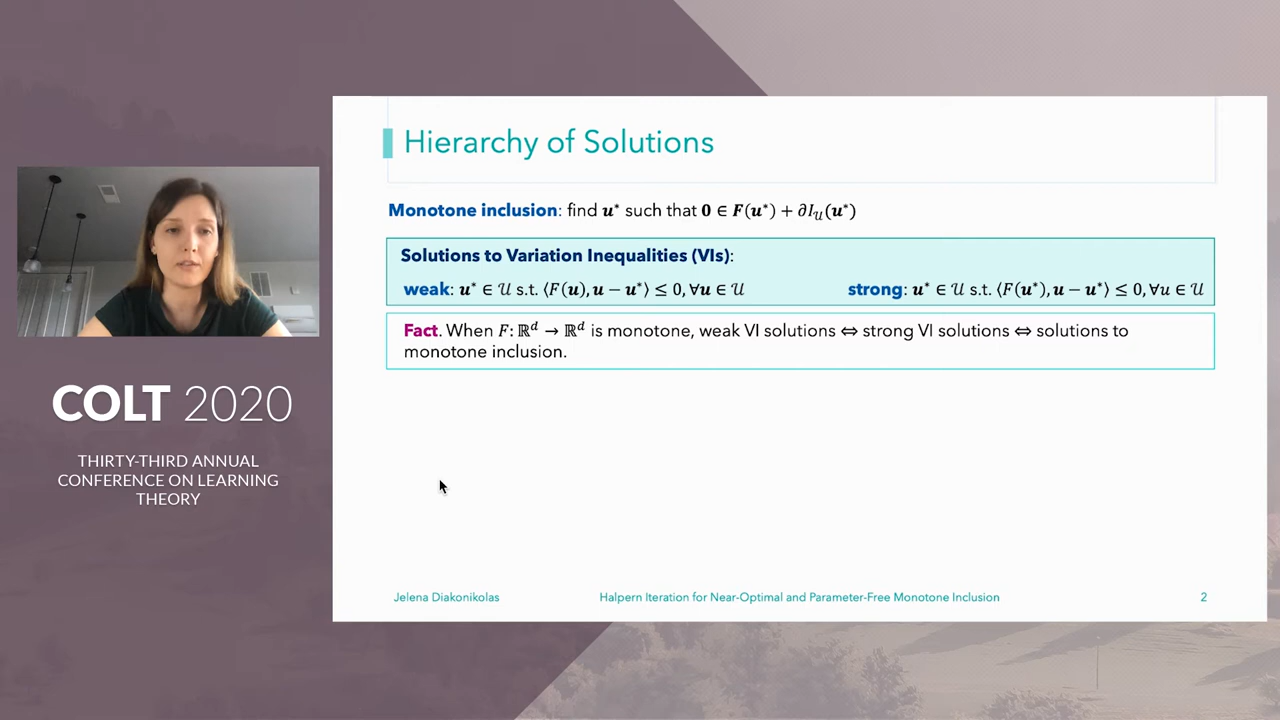 Hierarchy of Solutions
Monotone inclusion: find 𝒖* such that 𝟎 ∈ 𝑭(𝒖*) + ∂𝐼_𝒰(𝒖*)
Solutions to Variation Inequalities (VIs):
weak: 𝒖* ∈ 𝒰 s.t. ⟨𝐹(𝒖), 𝒖 − 𝒖*⟩ ≤ 0, ∀𝒖 ∈ 𝒰
strong: 𝒖* ∈ 𝒰 s.t. ⟨𝐹(𝒖*), 𝒖 − 𝒖*⟩ ≤ 0, ∀𝑢 ∈ 𝒰
Fact. When 𝐹: ℝ^𝑑 → ℝ^𝑑 is monotone, weak VI solutions ⇔ strong VI solutions ⇔ solutions to
monotone inclusion.
COLT 2020
THIRTY-THIRD ANNUAL
CONFERENCE ON LEARNING
THEORY
Jelena Diakonikolas
Halpern Iteration for Near-Optimal and Parameter-Free Monotone Inclusion
2